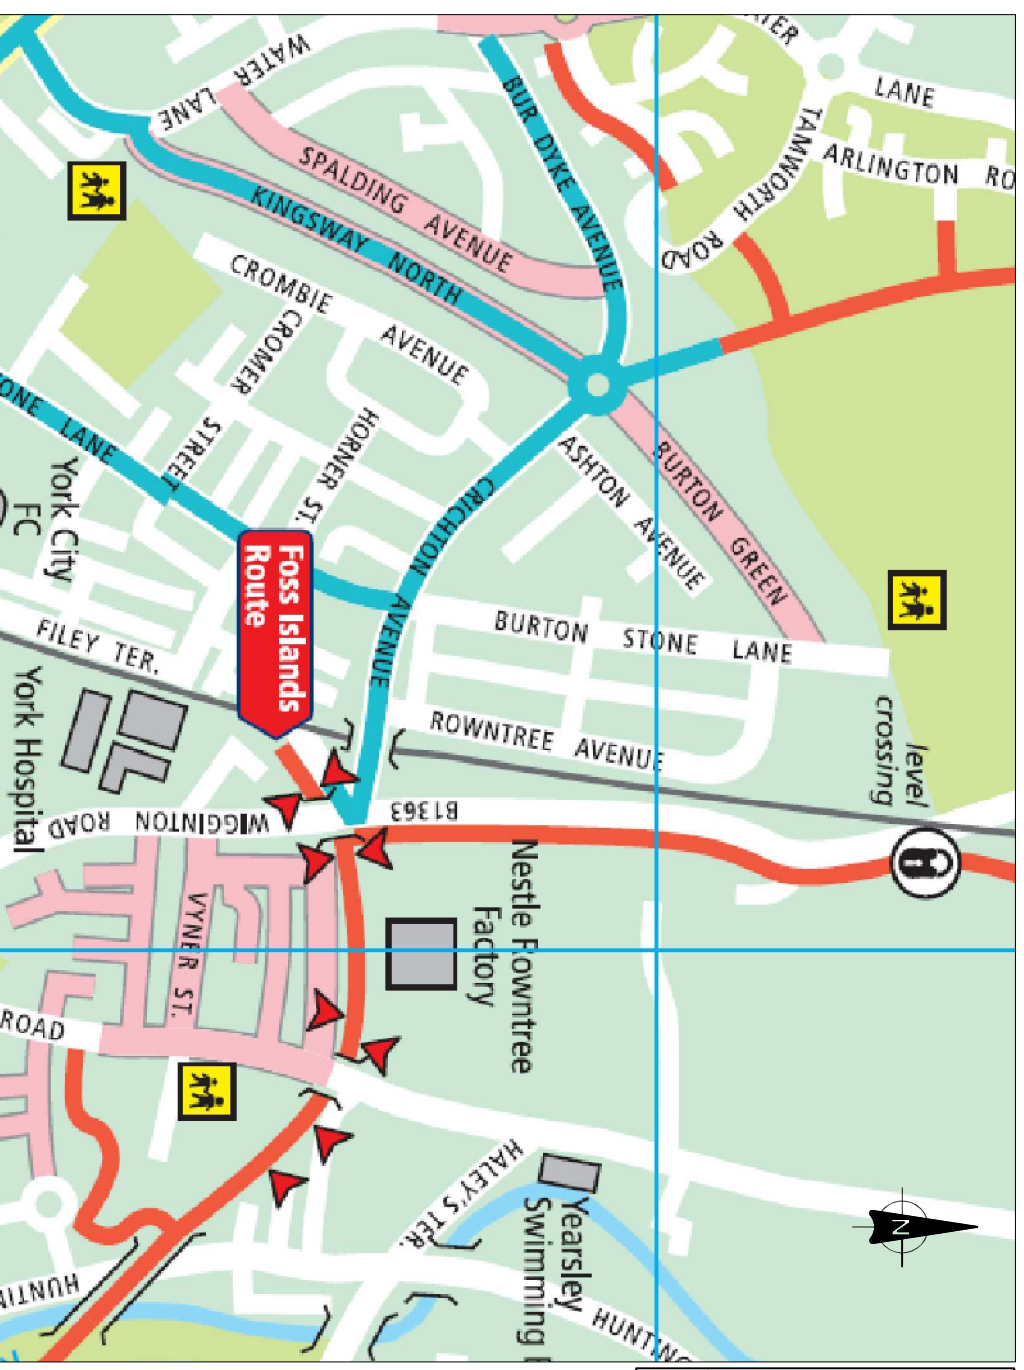 WATER
LANE
BUR DYKE AVENUE
SPALDING AVENUE
KINGSWAY NORTH
LANE
TAMWORTH
ROAD
ARLINGTON RO
CROMBIE
AVENUE
CROMER
STREET
HORNER ST.
LANE
CRICHTON AVENUE
ASHTON AVENUE
BURTON GREEN
BURTON STONE LANE
ROWNTREE AVENUE
York City
FC
Foss Islands
Route
FILEY TER.
York Hospital
WIGGINTON ROAD
B1363
level
crossing
Nestle Rowntree
Factory
VYNER ST.
ROAD
HALEY'S TER.
Yearsley
Swimming
HUNTIN
HUNTING
N